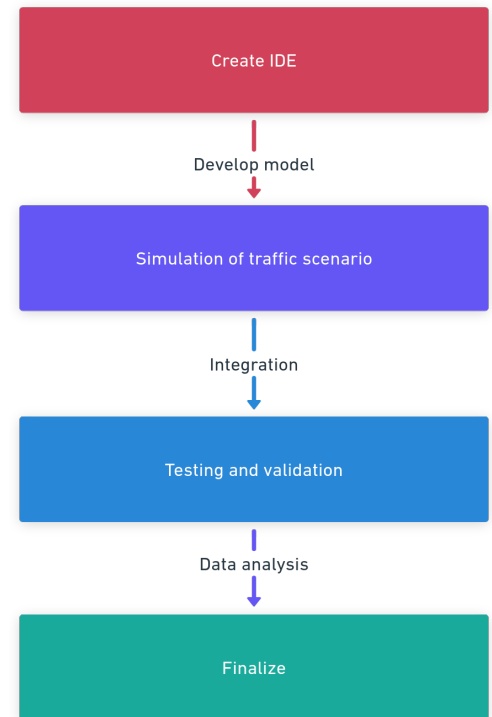 Create IDE
Develop model
Simulation of traffic scenario
Integration
Testing and validation
Data analysis
Finalize